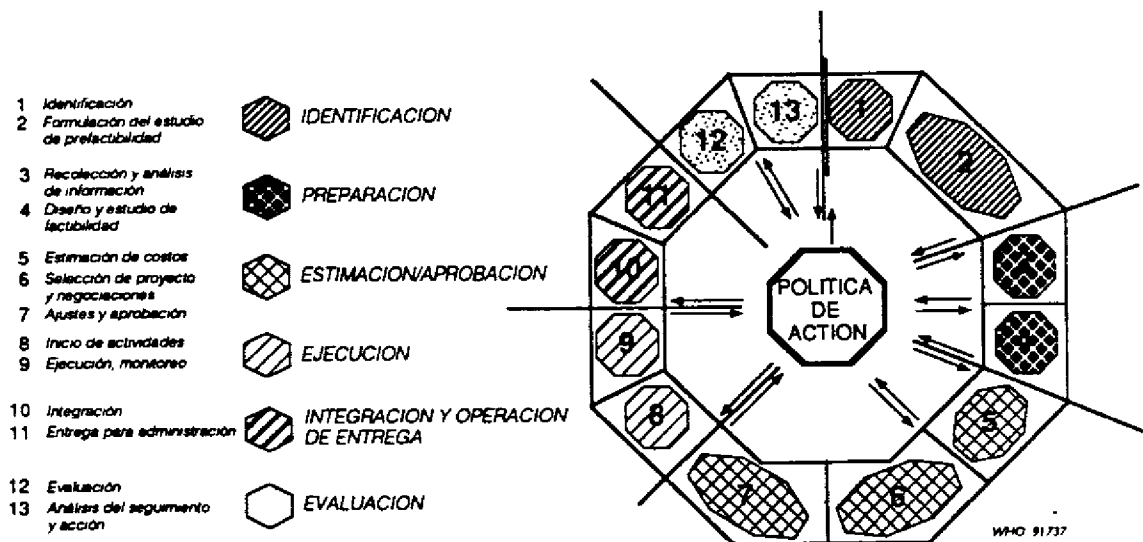 1 Identificación
2 Formulación del estudio
de prefactibilidad
IDENTIFICACION
3 Recolección y análisis
de información
4 Diseño y estudio de
factibilidad
PREPARACION
5 Estimación de costos
6 Selección de proyecto
y negociaciones
7 Ajustes y aprobación
ESTIMACION/APROBACION
8 Inicio de actividades
9 Ejecución, monitoreo
EJECUCION
10 Integración
11 Entrega para administración
INTEGRACION Y OPERACION
DE ENTREGA
12 Evaluación
13 Análisis del seguimiento
y acción
EVALUACION
13
1
12
2
11
10
POLITICA
DE
ACTION
9
8
5
7
6
WHO 91737